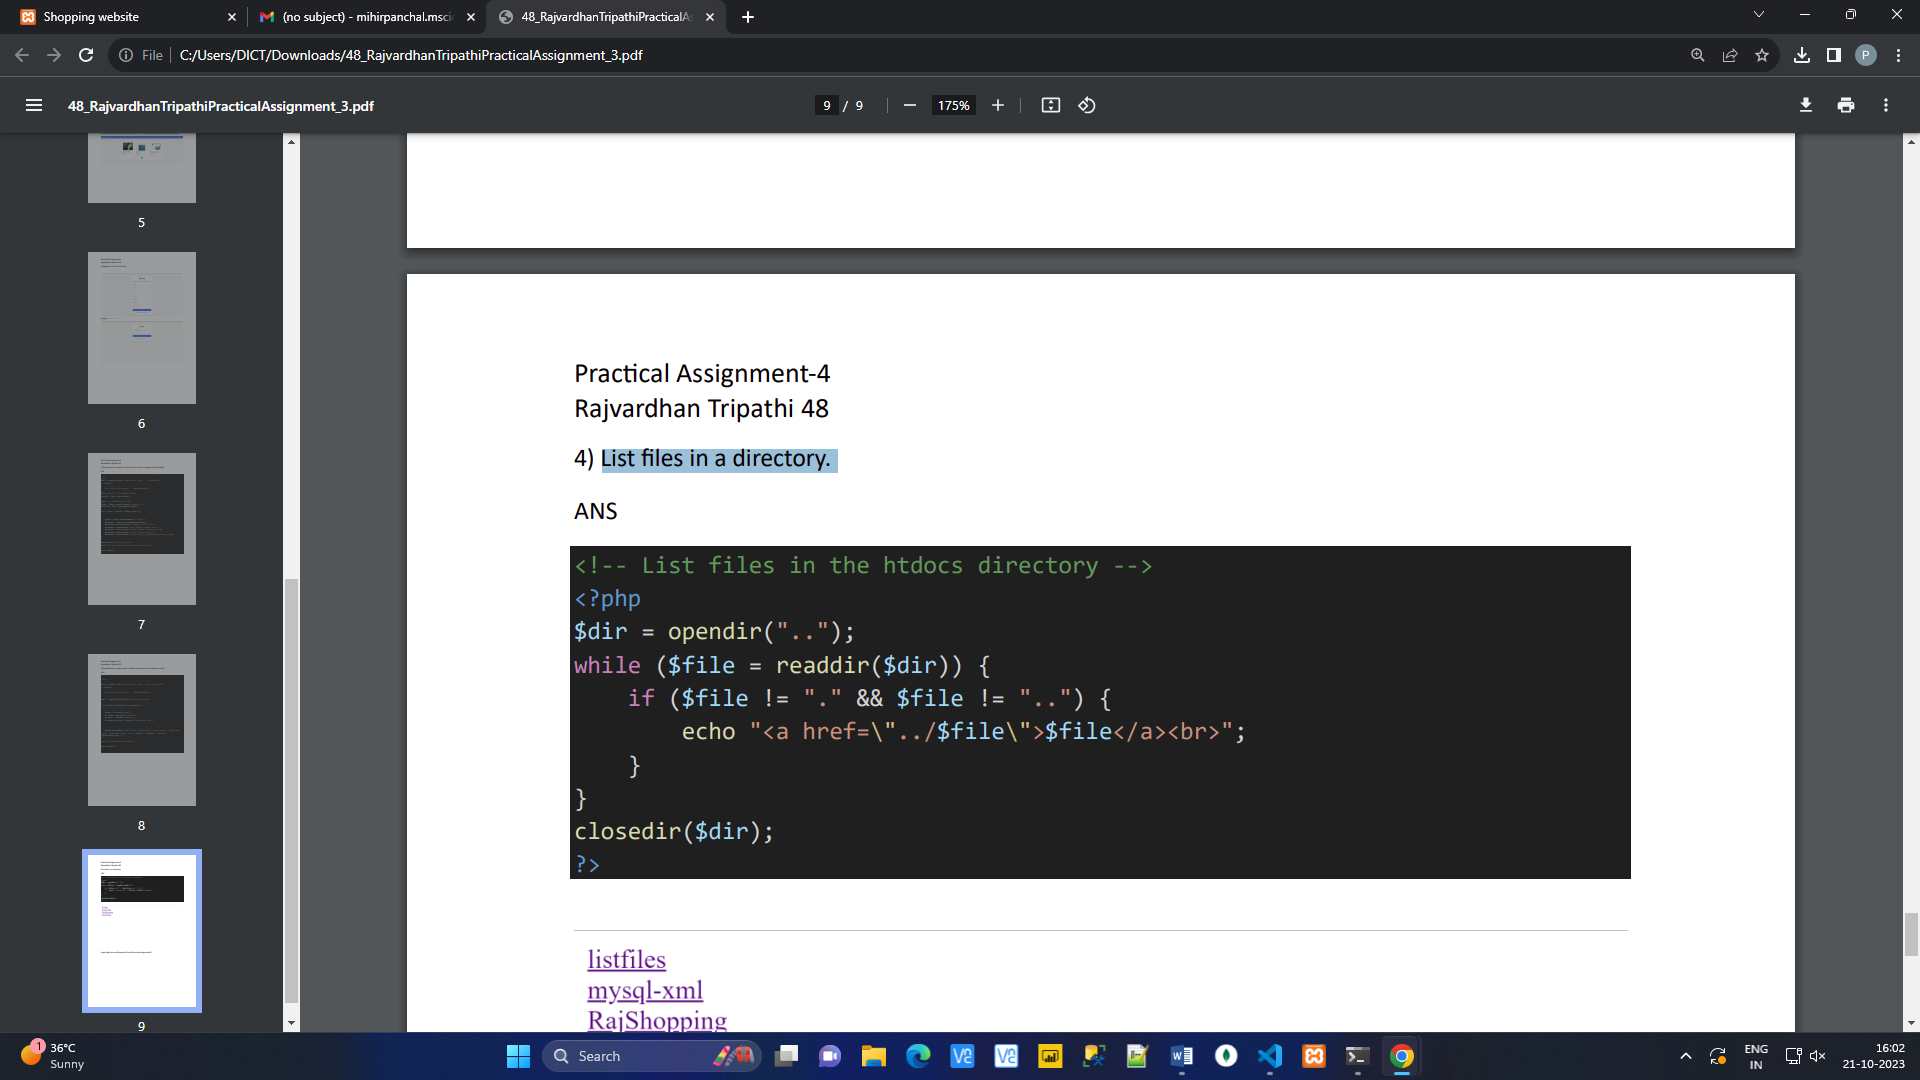 Shopping website
(no subject) - mihirpanchal.msci
48_RajvardhanTripathiPracticalA
File
C:/Users/DICT/Downloads/48_RajvardhanTripathiPracticalAssignment_3.pdf
P
48_RajvardhanTripathiPracticalAssignment_3.pdf
9 / 9
175%
5
6
7
8
9
Practical Assignment-4
Rajvardhan Tripathi 48
4) List files in a directory.
ANS
<!-- List files in the htdocs directory -->
<?php
$dir = opendir("..");
while ($file = readdir($dir)) {
    if ($file != "." && $file != "..") {
        echo "<a href=\"../$file\">$file</a><br>";
    }
}
closedir($dir);
?>
listfiles
mysql-xml
RajShopping
1
36°C
Sunny
Search
ENG
IN
16:02
21-10-2023